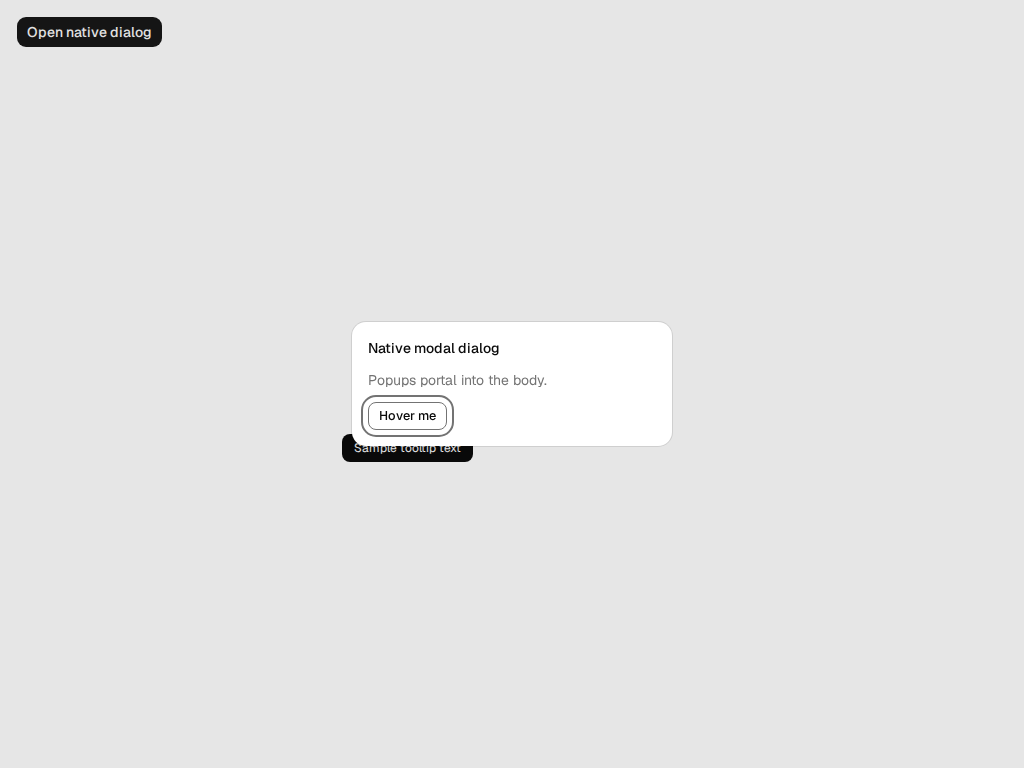 Open native dialog
Native modal dialog
Popups portal into the body.
Hover me
Sample tooltip text